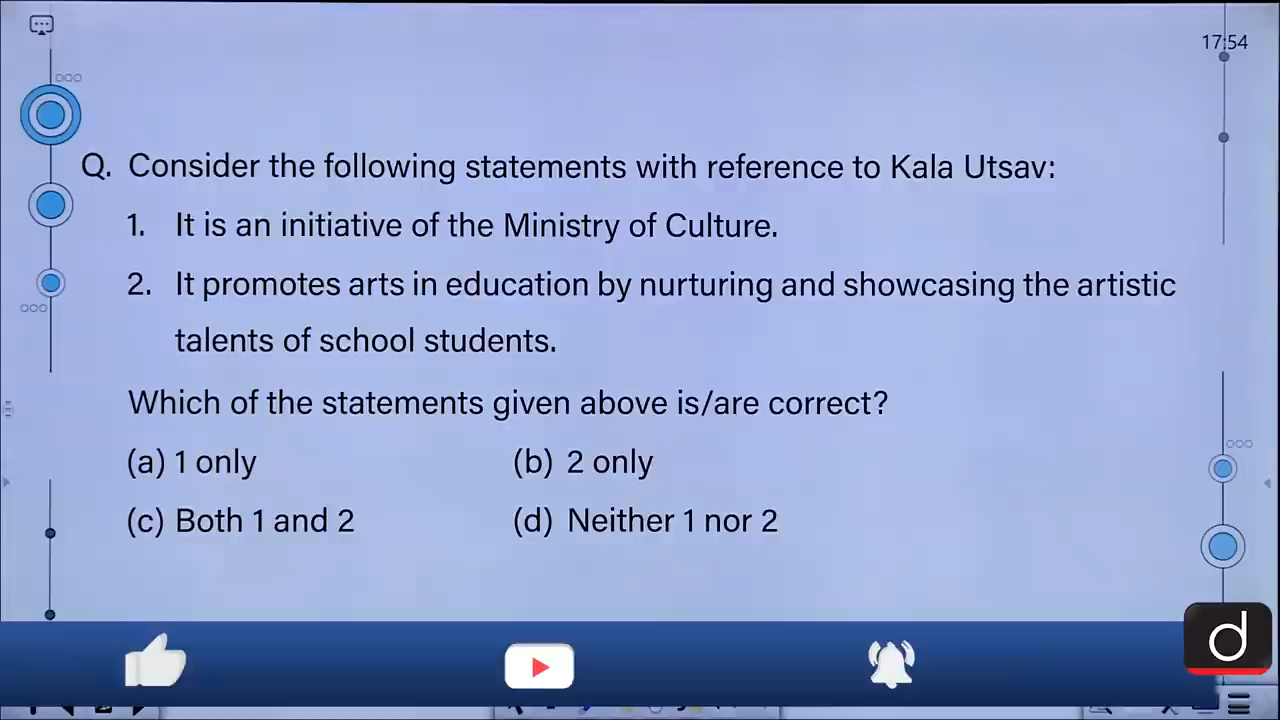 17:54
Q. Consider the following statements with reference to Kala Utsav:
1. It is an initiative of the Ministry of Culture.
2. It promotes arts in education by nurturing and showcasing the artistic
talents of school students.
Which of the statements given above is/are correct?
(a) 1 only (b) 2 only
(c) Both 1 and 2 (d) Neither 1 nor 2
d